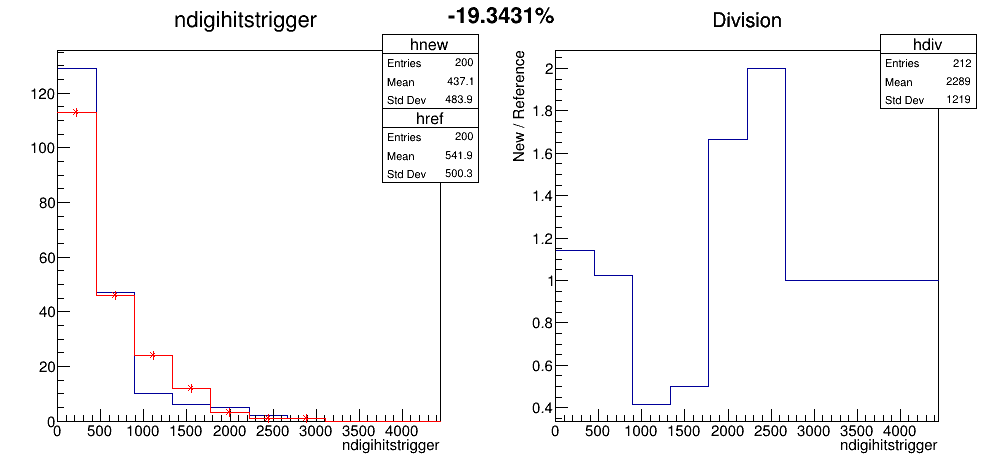 -19.3431%
ndigihitstrigger
hnew
Entries 200
Mean 437.1
Std Dev 483.9
href
Entries 200
Mean 541.9
Std Dev 500.3
120
100
80
60
40
20
0
0 500 1000 1500 2000 2500 3000 3500 4000
ndigihitstrigger
Division
hdiv
Entries 212
Mean 2289
Std Dev 1219
New / Reference
2
1.8
1.6
1.4
1.2
1
0.8
0.6
0.4
0 500 1000 1500 2000 2500 3000 3500 4000
ndigihitstrigger